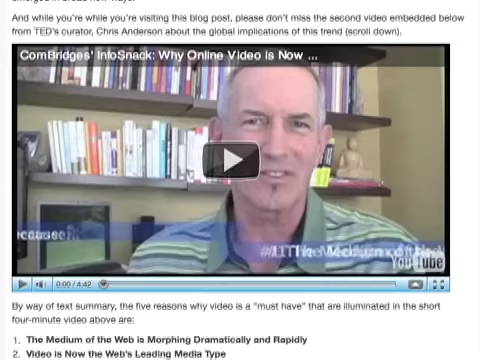 And while you're while you're visiting this blog post, please don't miss the second video embedded below
from TED's curator, Chris Anderson about the global implications of this trend (scroll down).
ComBridges' InfoSnack: Why Online Video is Now ...
YouTube
0:00 / 4:42
By way of text summary, the five reasons why video is a "must have" that are illuminated in the short
four-minute video above are:
1. The Medium of the Web is Morphing Dramatically and Rapidly
2. Video is Now the Web's Leading Media Type